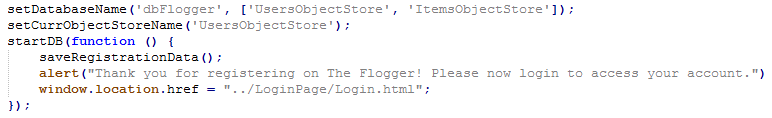 setDatabaseName('dbFlogger', ['UsersObjectStore', 'ItemsObjectStore']);
setCurrObjectStoreName('UsersObjectStore');
startDB(function () {
    saveRegistrationData();
    alert("Thank you for registering on The Flogger! Please now login to access your account.")
    window.location.href = "../LoginPage/Login.html";
});